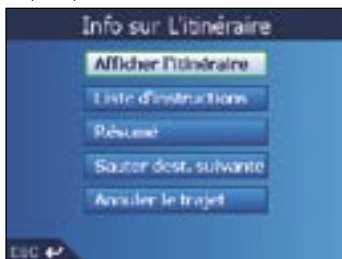 Info sur L'itinéraire
Afficher l'itinéraire
Liste d'instructions
Résumé
Sauter dest. suivante
Annuler le trajet
ESC